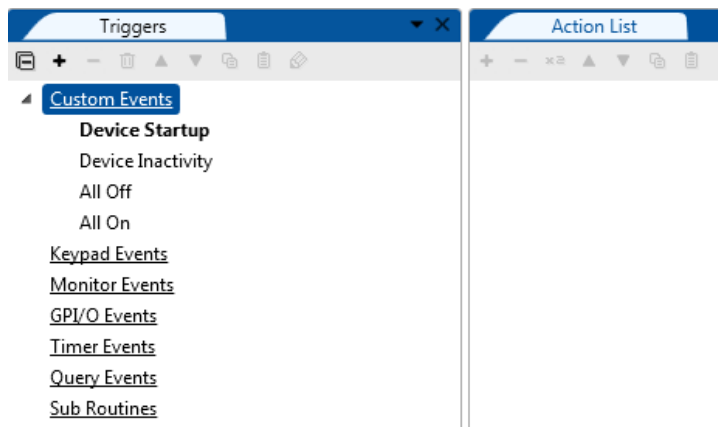 Triggers
Action List
Custom Events
Device Startup
Device Inactivity
All Off
All On
Keypad Events
Monitor Events
GPI/O Events
Timer Events
Query Events
Sub Routines